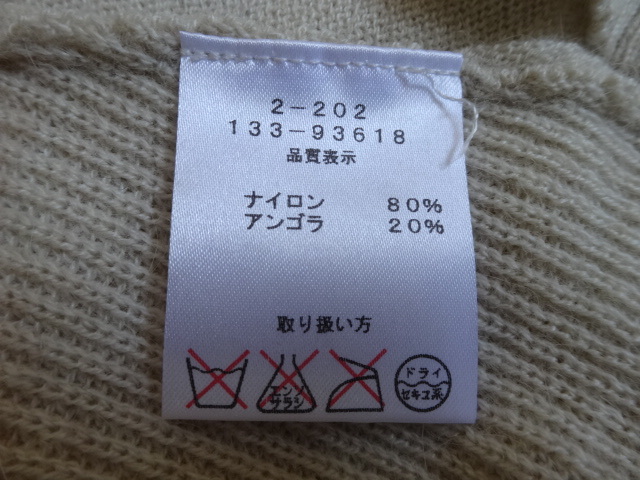 2-202
133-93618
品質表示
ナイロン 80%
アンゴラ 20%
取り扱い方
エンソ
サラシ
ドライ
セキユ系